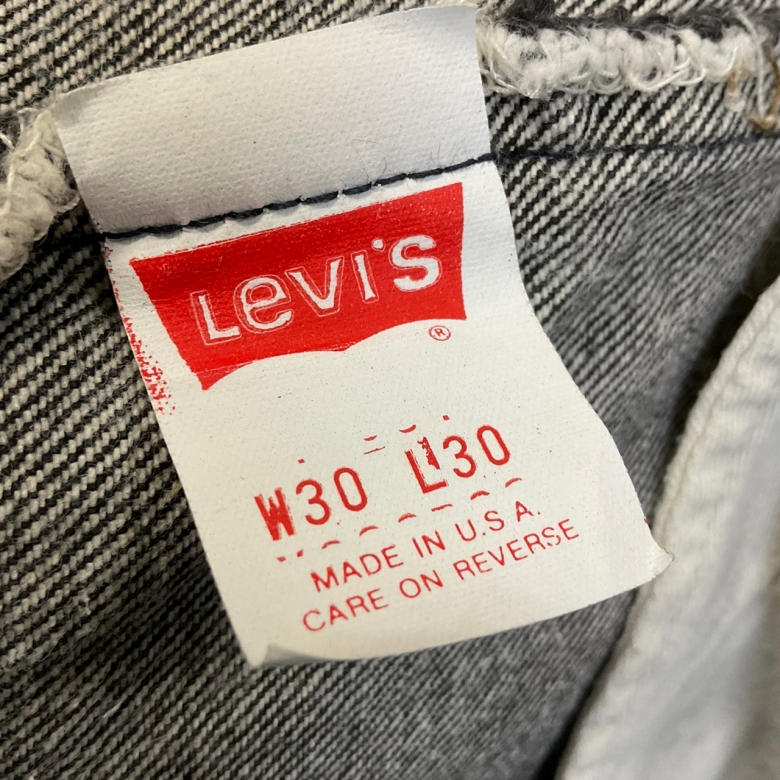 Levi's
®
W30 L30
MADE IN U.S.A.
CARE ON REVERSE